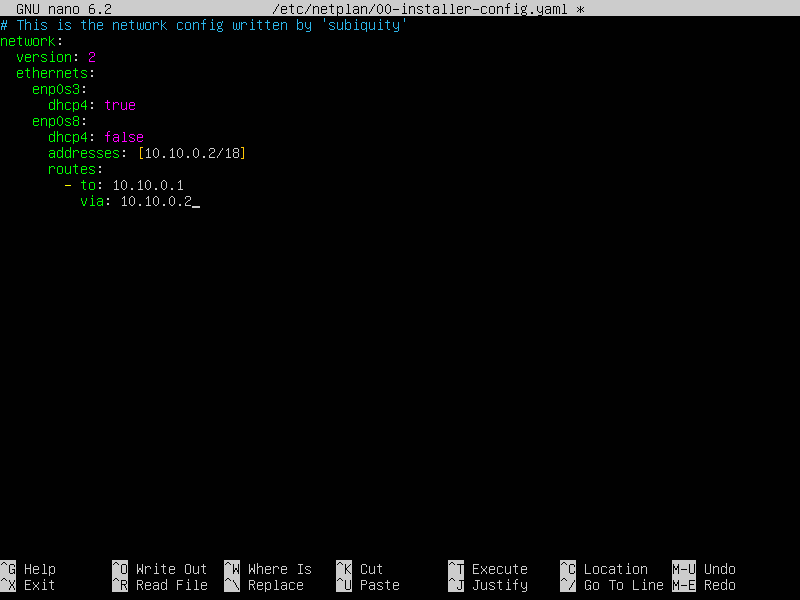 GNU nano 6.2 /etc/netplan/00-installer-config.yaml *
# This is the network config written by 'subiquity'
network:
  version: 2
  ethernets:
    enp0s3:
      dhcp4: true
    enp0s8:
      dhcp4: false
      addresses: [10.10.0.2/18]
      routes:
        - to: 10.10.0.1
          via: 10.10.0.2_
^G Help ^O Write Out ^W Where Is ^K Cut ^T Execute ^C Location M-U Undo
^X Exit ^R Read File ^\ Replace ^U Paste ^J Justify ^/ Go To Line M-E Redo